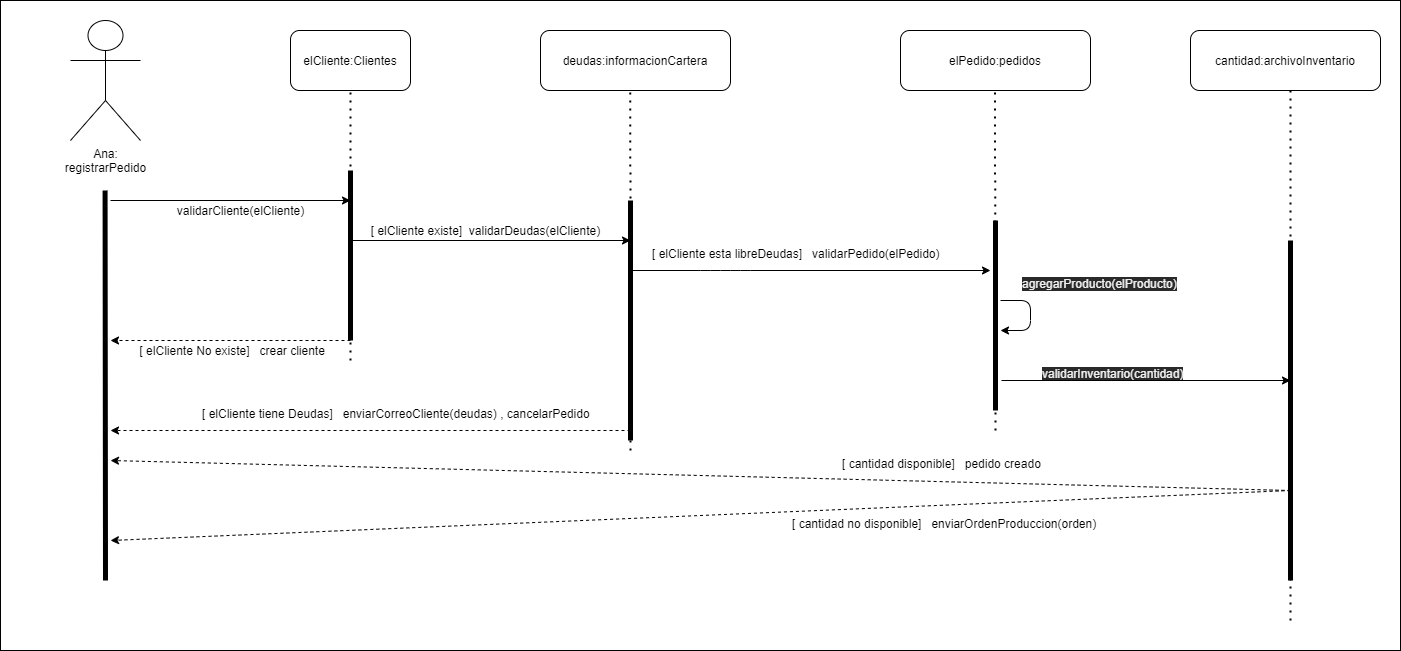 elCliente:Clientes
deudas:informacionCartera
elPedido:pedidos
cantidad:archivoInventario
Ana:
registrarPedido
validarCliente(elCliente)
[ elCliente existe] validarDeudas(elCliente)
[ elCliente esta libreDeudas] validarPedido(elPedido)
agregarProducto(elProducto)
[ elCliente No existe] crear cliente
validarInventario(cantidad)
[ elCliente tiene Deudas] enviarCorreoCliente(deudas) , cancelarPedido
[ cantidad disponible] pedido creado
[ cantidad no disponible] enviarOrdenProduccion(orden)